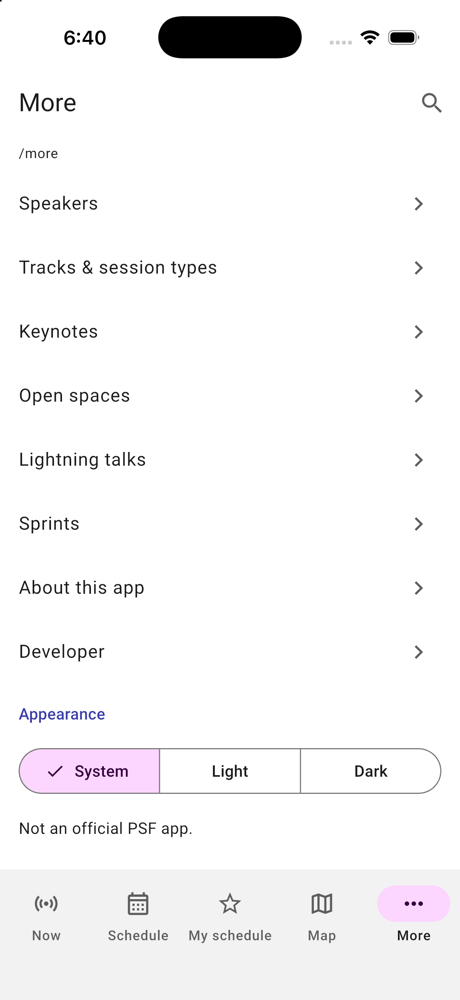 6:40
More
/more
Speakers
Tracks & session types
Keynotes
Open spaces
Lightning talks
Sprints
About this app
Developer
Appearance
System Light Dark
Not an official PSF app.
Now Schedule My schedule Map More